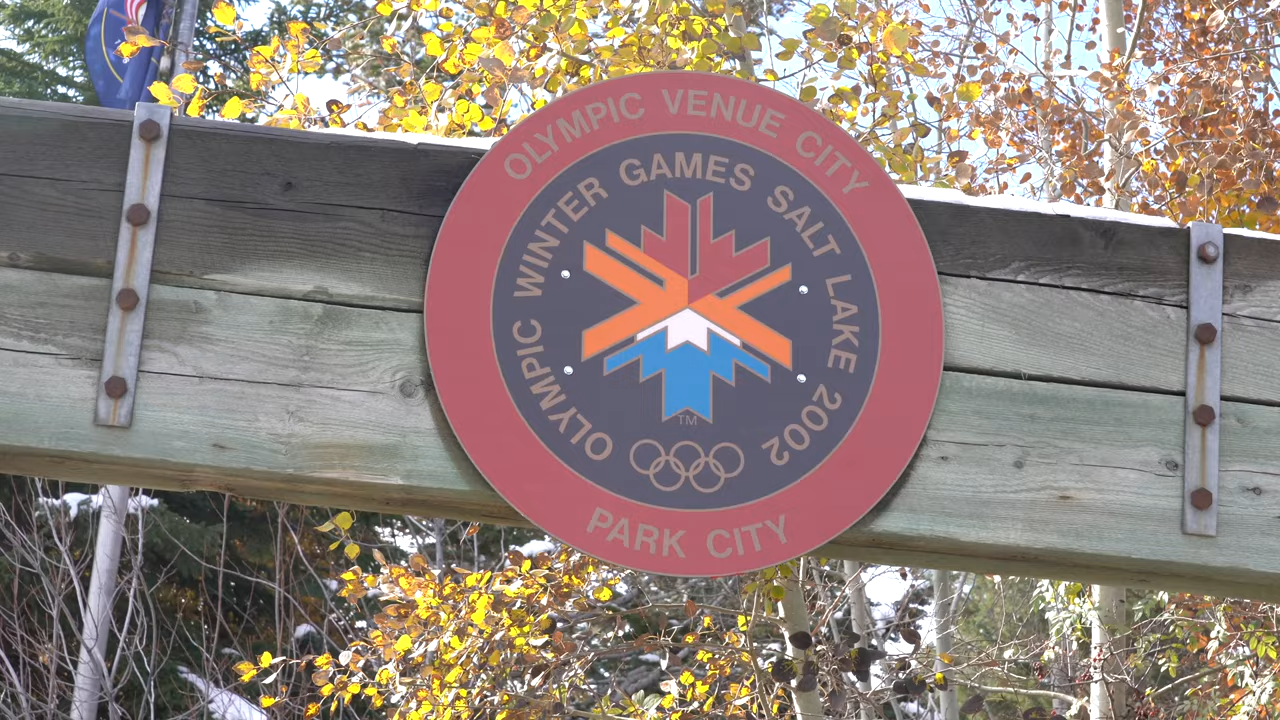 OLYMPIC VENUE CITY
OLYMPIC WINTER GAMES SALT LAKE 2002
TM
PARK CITY